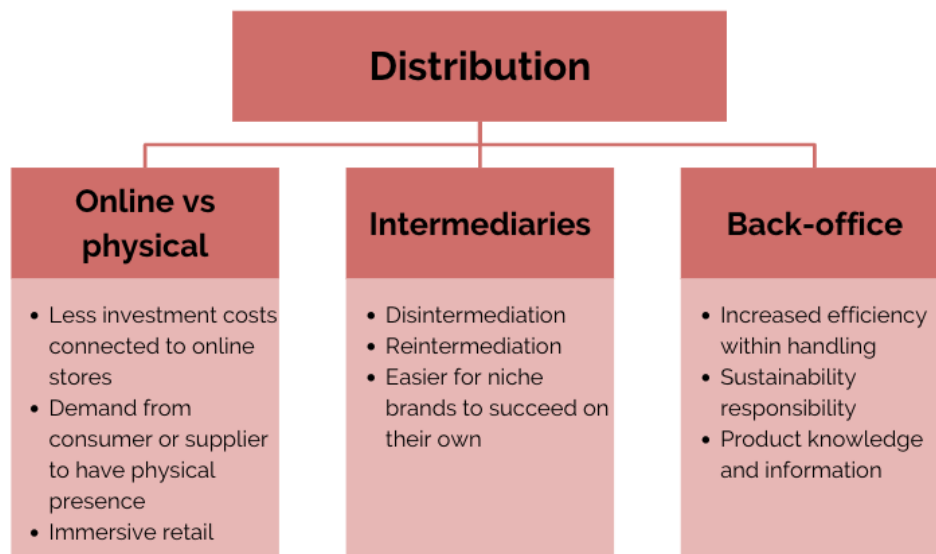 Distribution
Online vs
physical
• Less investment costs
connected to online
stores
• Demand from
consumer or supplier
to have physical
presence
• Immersive retail
Intermediaries
• Disintermediation
• Reintermediation
• Easier for niche
brands to succeed on
their own
Back-office
• Increased efficiency
within handling
• Sustainability
responsibility
• Product knowledge
and information